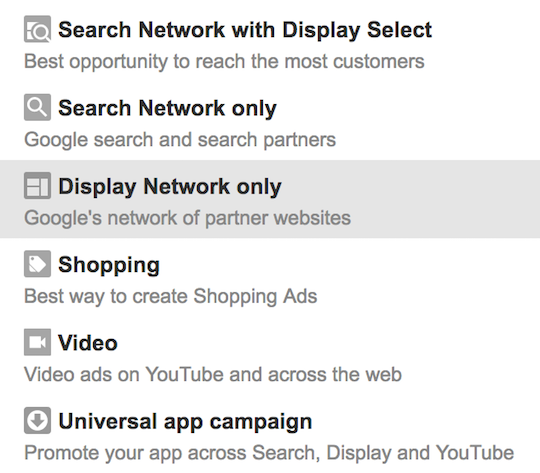 Search Network with Display Select
Best opportunity to reach the most customers
Search Network only
Google search and search partners
Display Network only
Google's network of partner websites
Shopping
Best way to create Shopping Ads
Video
Video ads on YouTube and across the web
Universal app campaign
Promote your app across Search, Display and YouTube